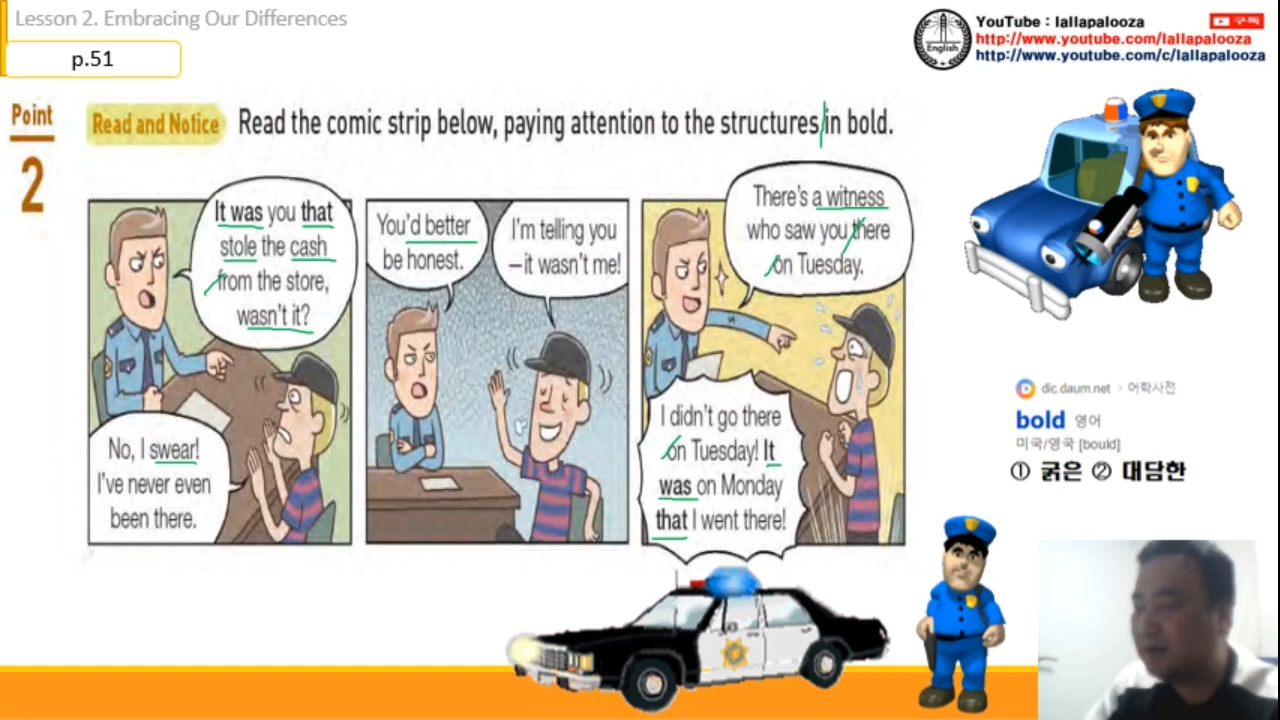 Lesson 2. Embracing Our Differences
p.51
English
YouTube : lallapalooza
구독
http://www.youtube.com/lallapalooza
http://www.youtube.com/c/lallapalooza
Point
2
Read and Notice
Read the comic strip below, paying attention to the structures in bold.
It was you that
stole the cash
from the store,
wasn't it?
No, I swear!
I've never even
been there.
You'd better
be honest.
I'm telling you
–it wasn't me!
There's a witness
who saw you there
on Tuesday.
I didn't go there
on Tuesday! It
was on Monday
that I went there!
dic.daum.net › 어학사전
bold 영어
미국/영국 [bould]
① 굵은 ② 대담한